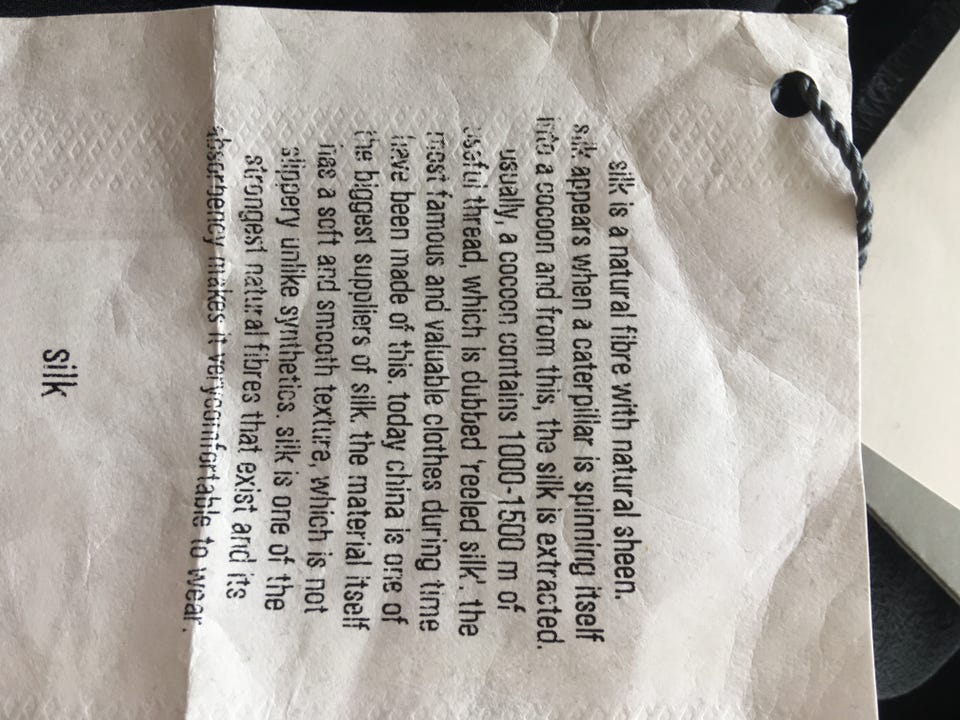 silk is a natural fibre with natural sheen.
silk appears when a caterpillar is spinning itself
into a cocoon and from this, the silk is extracted.
usually, a cocoon contains 1000-1500 m of
useful thread, which is dubbed 'reeled silk'. the
most famous and valuable clothes during time
have been made of this. today china is one of
the biggest suppliers of silk. the material itself
has a soft and smooth texture, which is not
slippery unlike synthetics. silk is one of the
strongest natural fibres that exist and its
absorbency makes it verycomfortable to wear.
silk